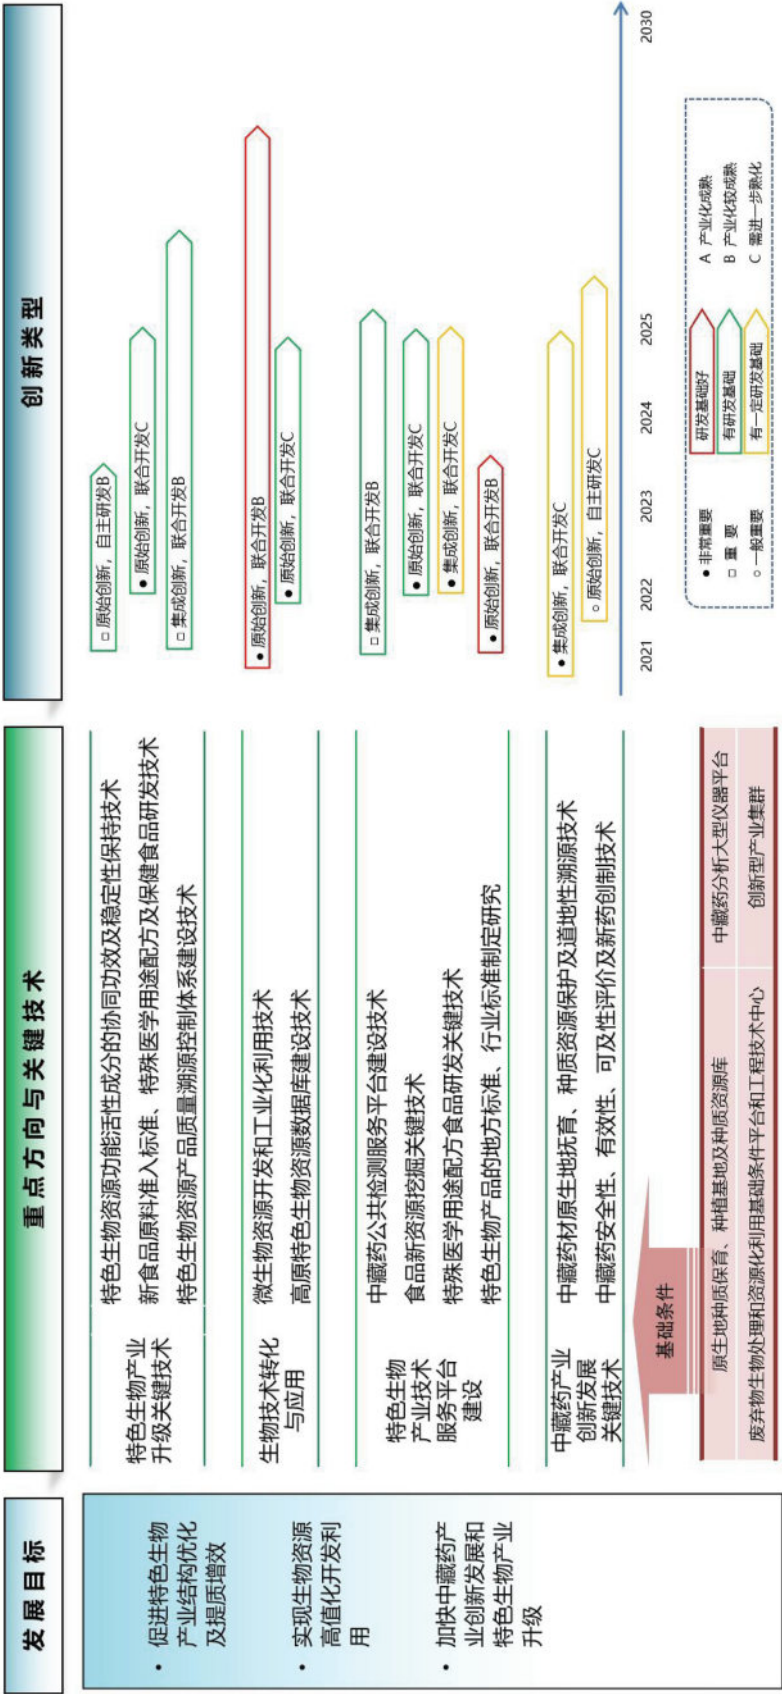 发展目标
• 促进特色生物
产业结构优化
及提质增效
• 实现生物资源
高值化开发利
用
• 加快中藏药产
业创新发展和
特色生物产业
升级
重点方向与关键技术
特色生物产业
升级关键技术
特色生物资源功能活性成分的协同功效及稳定性保持技术
新食品原料准入标准、特殊医学用途配方及保健食品研发技术
特色生物资源产品质量溯源控制体系建设技术
生物技术转化
与应用
微生物资源开发和工业化利用技术
高原特色生物资源数据库建设技术
特色生物
产业技术
服务平台
建设
中藏药公共检测服务平台建设技术
食品新资源挖掘关键技术
特殊医学用途配方食品研发关键技术
特色生物产品的地方标准、行业标准制定研究
中藏药产业
创新发展
关键技术
中藏药材原生地抚育、种质资源保护及道地性溯源技术
中藏药安全性、有效性、可及性评价及新药创制技术
基础条件
原生地种质保育、种植基地及种质资源库
中藏药分析大型仪器平台
废弃物生物处理和资源化利用基础条件平台和工程技术中心
创新型产业集群
创新类型
□ 原始创新，自主研发B
● 原始创新，联合开发C
□ 集成创新，联合开发B
● 原始创新，联合开发B
● 原始创新，联合开发C
□ 集成创新，联合开发B
● 原始创新，联合开发C
● 集成创新，联合开发C
● 原始创新，联合开发B
● 集成创新，联合开发C
○ 原始创新，自主研发C
2021 2022 2023 2024 2025 2030
● 非常重要 研发基础好 A 产业化成熟
□ 重 要 有研发基础 B 产业化较成熟
○ 一般重要 有一定研发基础 C 需进一步熟化